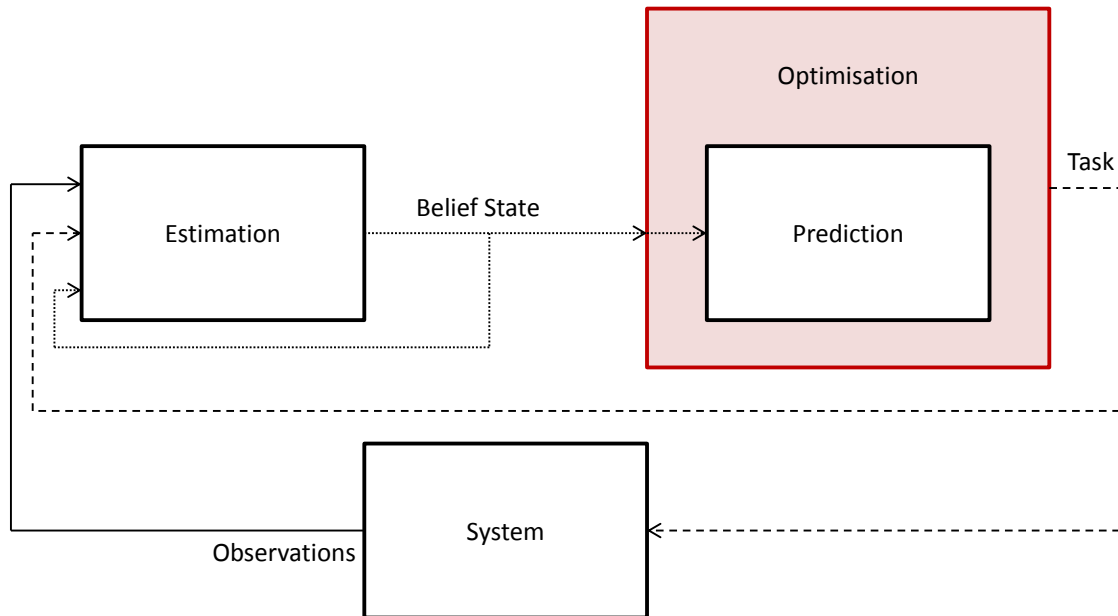 Optimisation
Task
Belief State
Estimation
Prediction
System
Observations